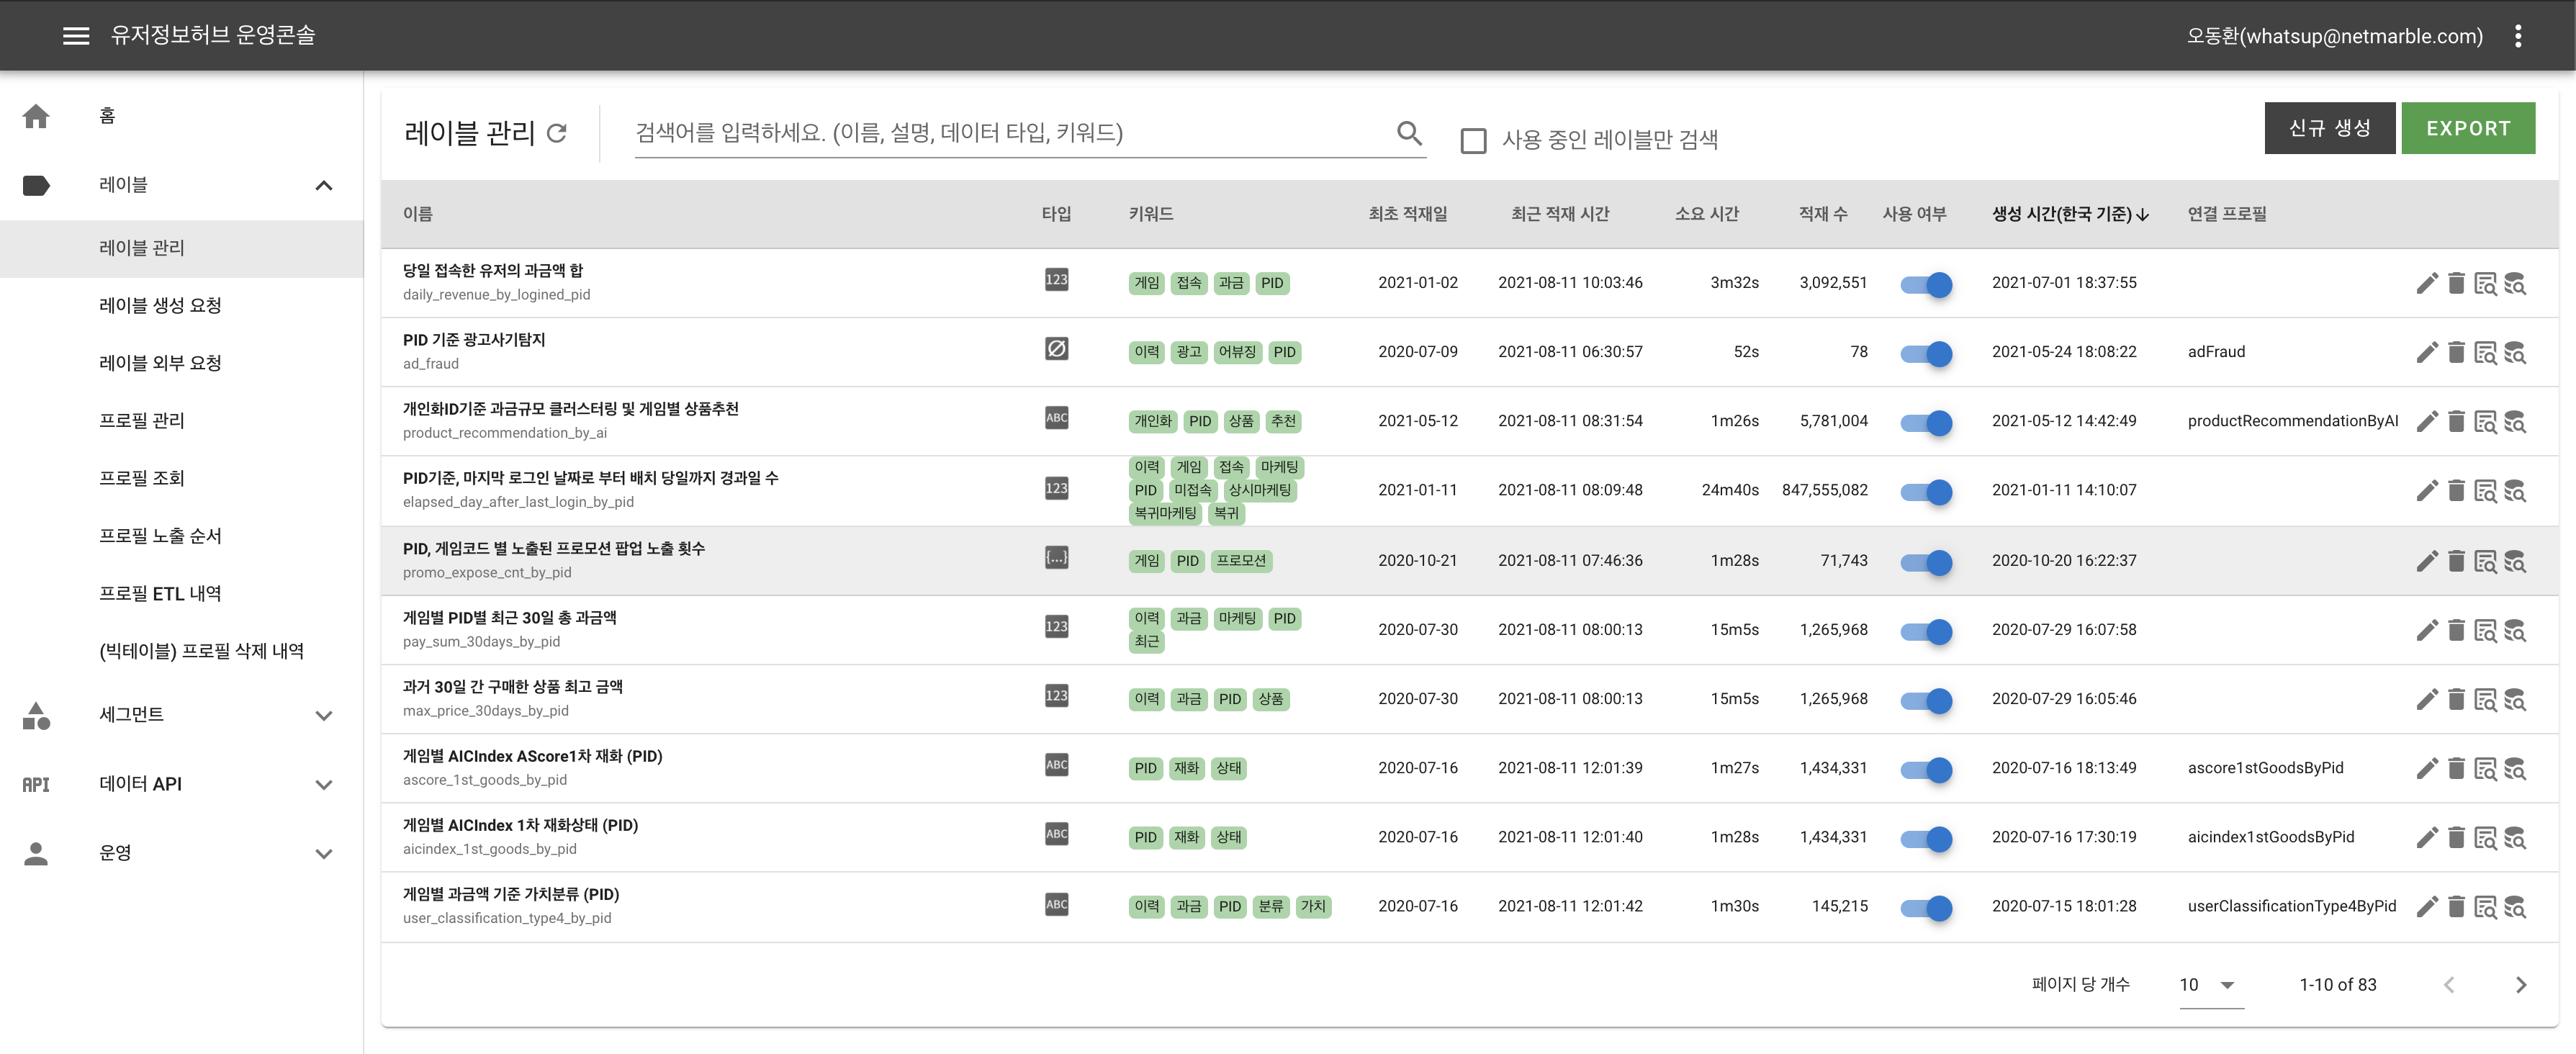 유저정보허브 운영콘솔
오동환(whatsup@netmarble.com)
홈
레이블
레이블 관리
레이블 생성 요청
레이블 외부 요청
프로필 관리
프로필 조회
프로필 노출 순서
프로필 ETL 내역
(빅테이블) 프로필 삭제 내역
세그먼트
API 데이터 API
운영
레이블 관리
검색어를 입력하세요. (이름, 설명, 데이터 타입, 키워드)
사용 중인 레이블만 검색
신규 생성
EXPORT
이름 타입 키워드 최초 적재일 최근 적재 시간 소요 시간 적재 수 사용 여부 생성 시간(한국 기준) 연결 프로필
당일 접속한 유저의 과금액 합
daily_revenue_by_logined_pid
123 게임 접속 과금 PID 2021-01-02 2021-08-11 10:03:46 3m32s 3,092,551 2021-07-01 18:37:55
PID 기준 광고사기탐지
ad_fraud
이력 광고 어뷰징 PID 2020-07-09 2021-08-11 06:30:57 52s 78 2021-05-24 18:08:22 adFraud
개인화ID기준 과금규모 클러스터링 및 게임별 상품추천
product_recommendation_by_ai
ABC 개인화 PID 상품 추천 2021-05-12 2021-08-11 08:31:54 1m26s 5,781,004 2021-05-12 14:42:49 productRecommendationByAI
PID기준, 마지막 로그인 날짜로 부터 배치 당일까지 경과일 수
elapsed_day_after_last_login_by_pid
이력 게임 접속 마케팅
123 PID 미접속 상시마케팅 2021-01-11 2021-08-11 08:09:48 24m40s 847,555,082 2021-01-11 14:10:07
복귀마케팅 복귀
PID, 게임코드 별 노출된 프로모션 팝업 노출 횟수
promo_expose_cnt_by_pid
{...} 게임 PID 프로모션 2020-10-21 2021-08-11 07:46:36 1m28s 71,743 2020-10-20 16:22:37
게임별 PID별 최근 30일 총 과금액
pay_sum_30days_by_pid
123 이력 과금 마케팅 PID 2020-07-30 2021-08-11 08:00:13 15m5s 1,265,968 2020-07-29 16:07:58
최근
과거 30일 간 구매한 상품 최고 금액
max_price_30days_by_pid
123 이력 과금 PID 상품 2020-07-30 2021-08-11 08:00:13 15m5s 1,265,968 2020-07-29 16:05:46
게임별 AICIndex AScore1차 재화 (PID)
ascore_1st_goods_by_pid
ABC PID 재화 상태 2020-07-16 2021-08-11 12:01:39 1m27s 1,434,331 2020-07-16 18:13:49 ascore1stGoodsByPid
게임별 AICIndex 1차 재화상태 (PID)
aicindex_1st_goods_by_pid
ABC PID 재화 상태 2020-07-16 2021-08-11 12:01:40 1m28s 1,434,331 2020-07-16 17:30:19 aicindex1stGoodsByPid
게임별 과금액 기준 가치분류 (PID)
user_classification_type4_by_pid
ABC 이력 과금 PID 분류 가치 2020-07-16 2021-08-11 12:01:42 1m30s 145,215 2020-07-15 18:01:28 userClassificationType4ByPid
페이지 당 개수 10 1-10 of 83